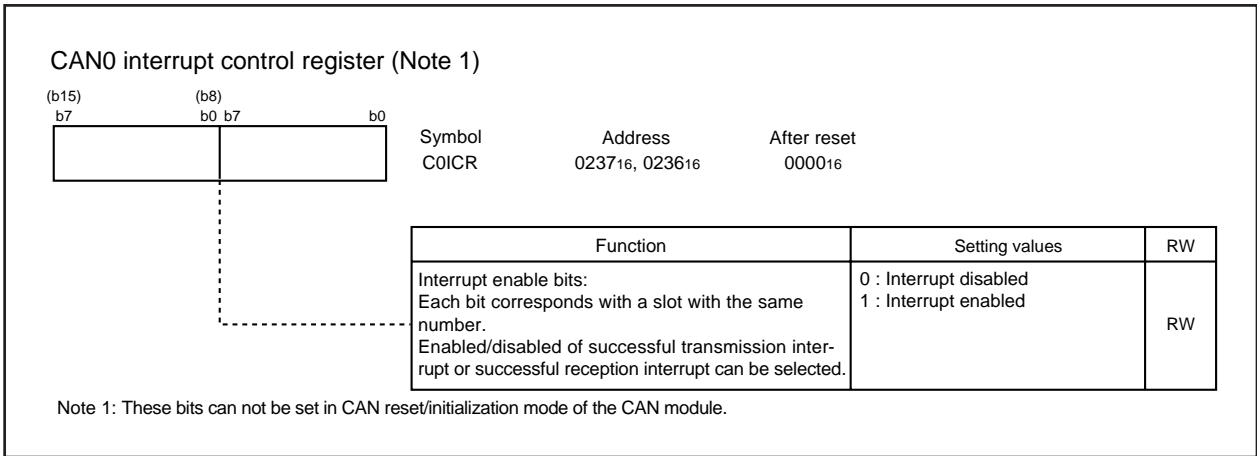 CAN0 interrupt control register (Note 1)
(b15) (b8)
b7 b0 b7 b0
Symbol Address After reset
C0ICR 023716, 023616 000016
Function Setting values RW
Interrupt enable bits: 0 : Interrupt disabled
Each bit corresponds with a slot with the same 1 : Interrupt enabled
number. RW
Enabled/disabled of successful transmission inter-
rupt or successful reception interrupt can be selected.
Note 1: These bits can not be set in CAN reset/initialization mode of the CAN module.